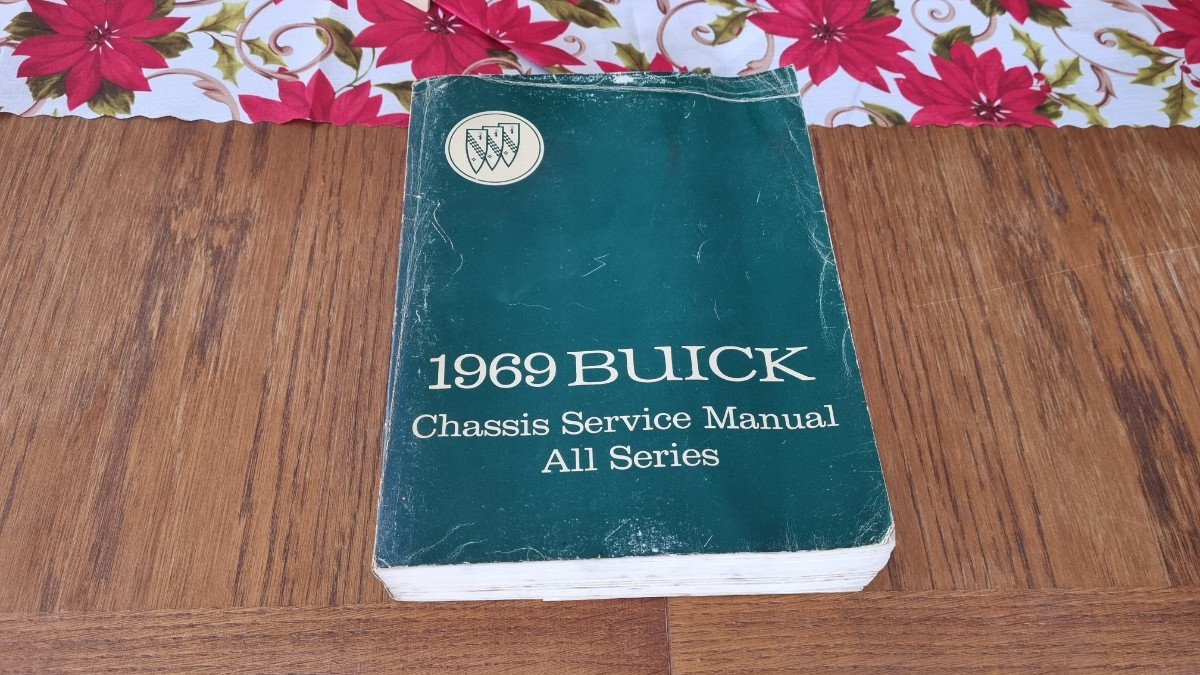 1969 BUICK
Chassis Service Manual
All Series